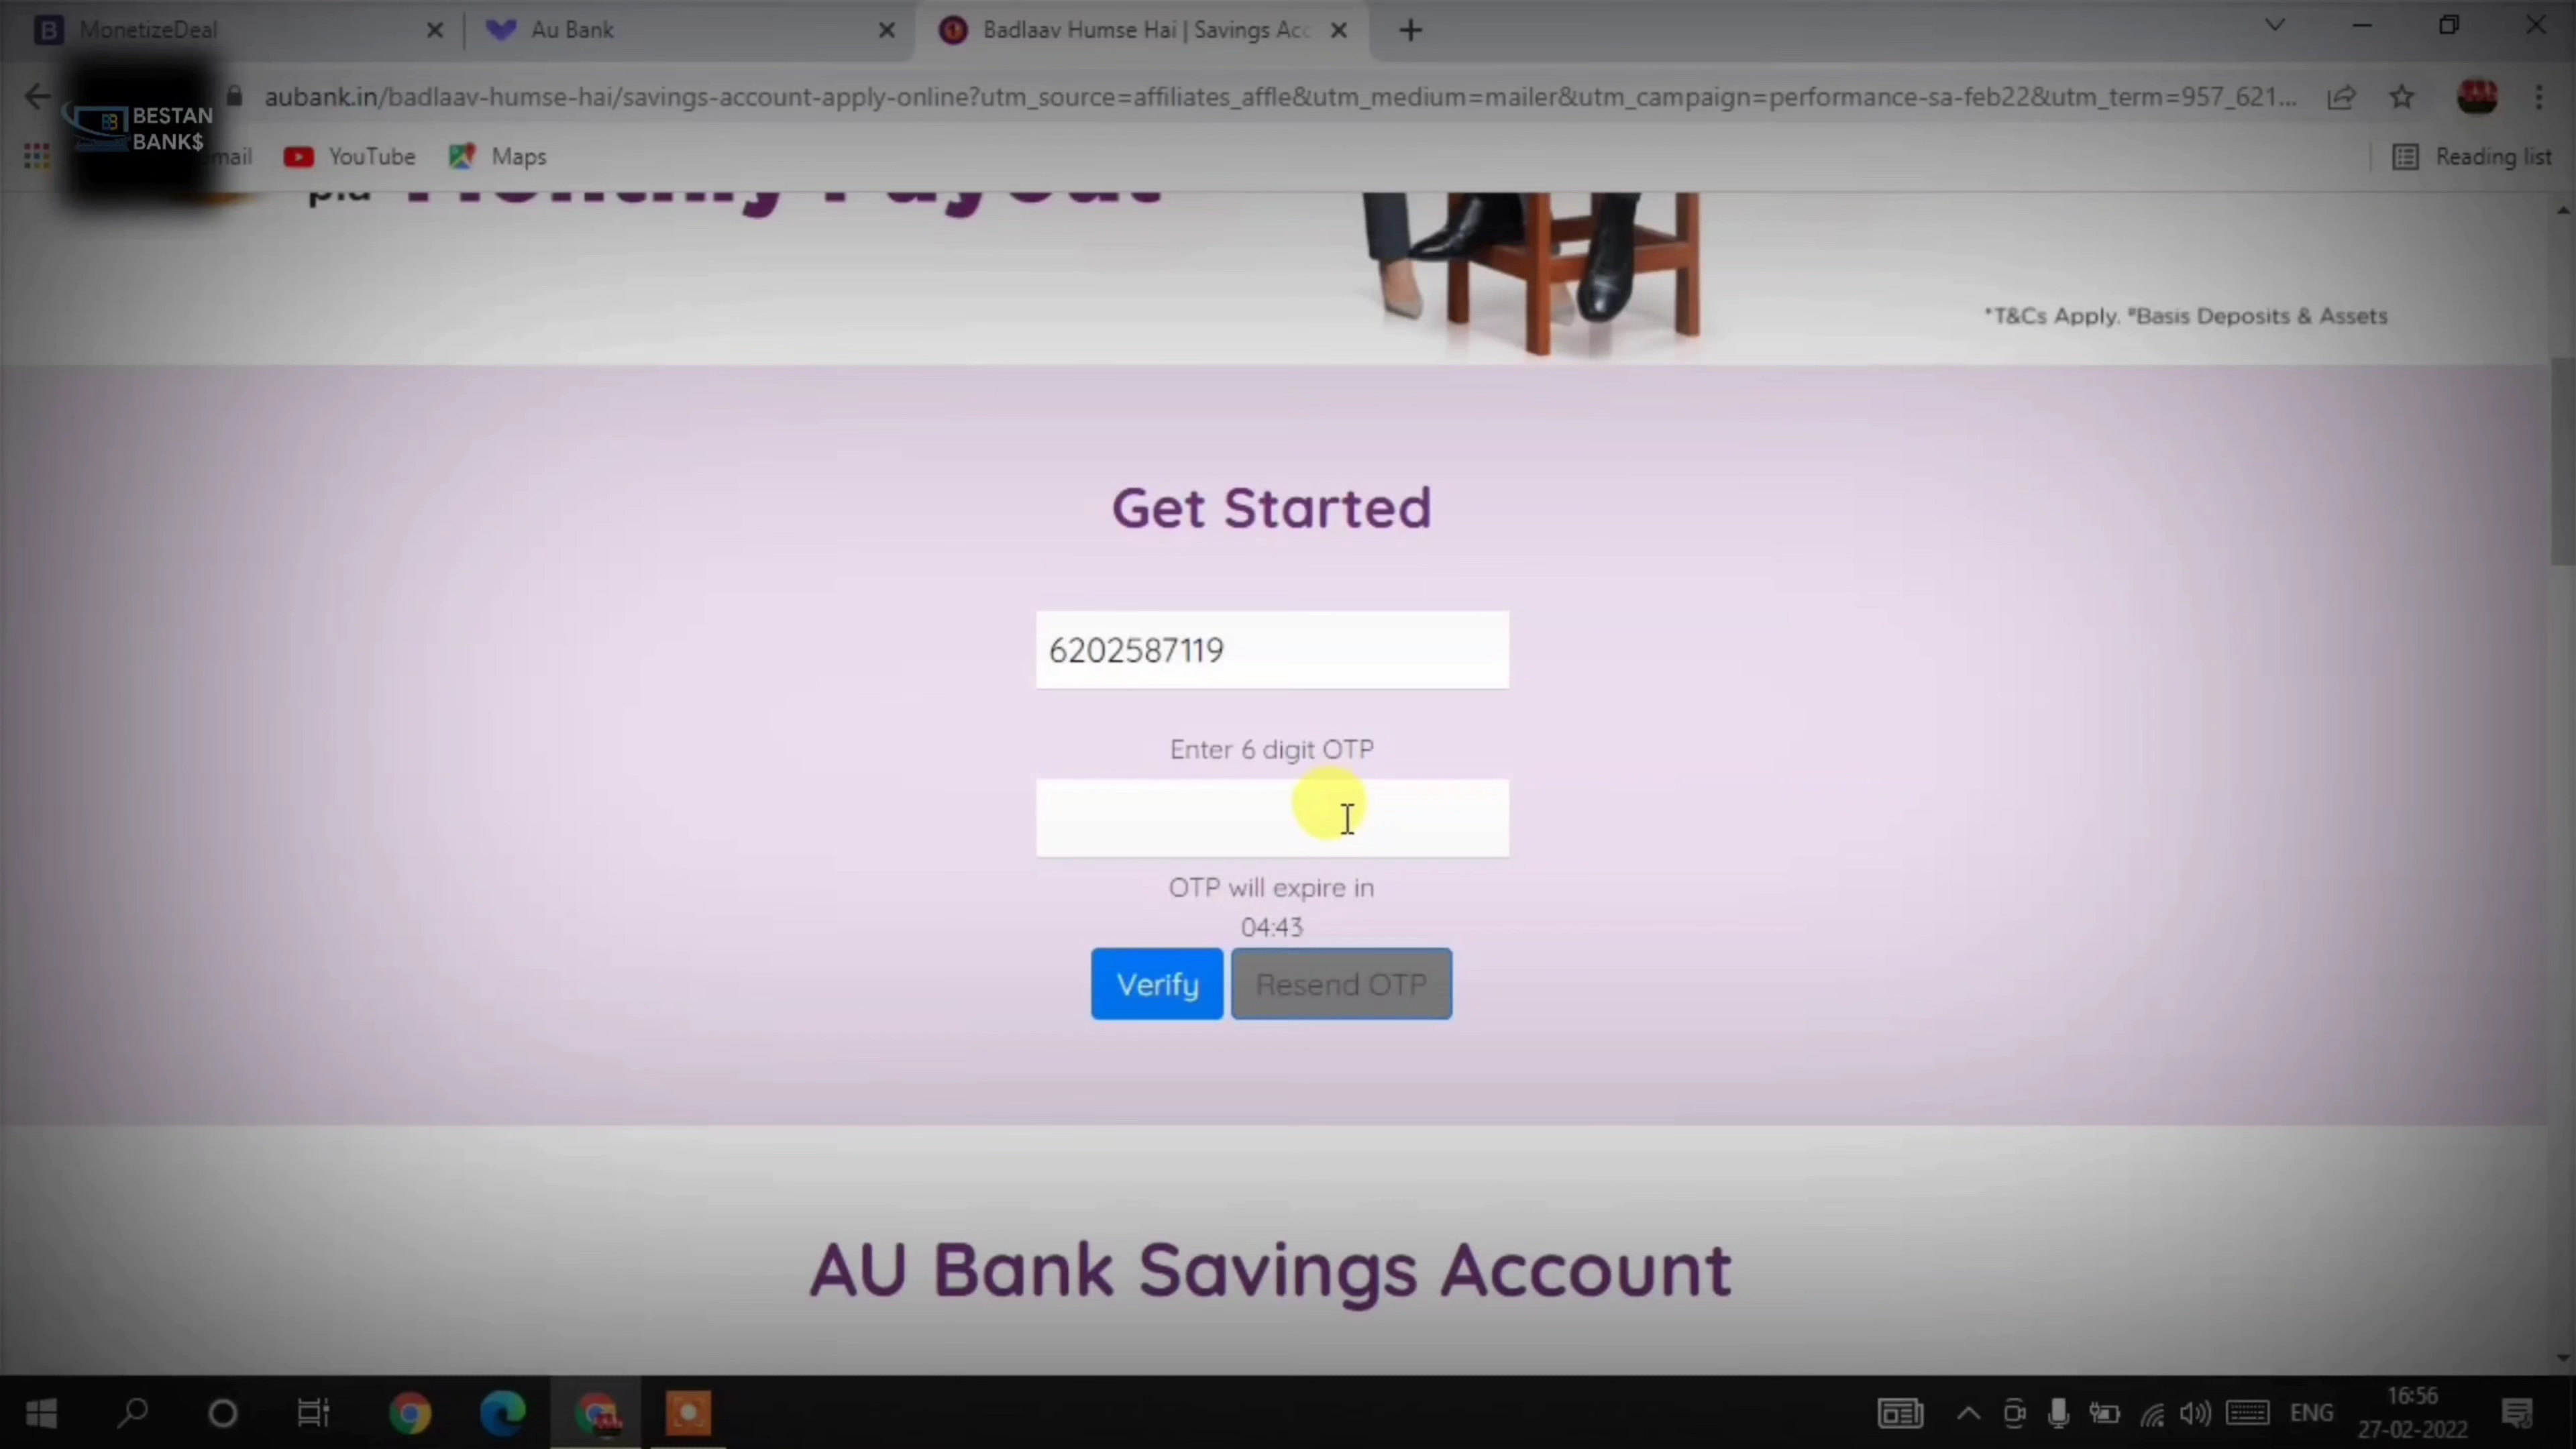 MonetizeDeal
Au Bank
Badlaav Humse Hai | Savings Acc
BESTAN
BANK$
aubank.in/badlaav-humse-hai/savings-account-apply-online?utm_source=affiliates_affle&utm_medium=mailer&utm_campaign=performance-sa-feb22&utm_term=957_621...
YouTube
Maps
Reading list
Monthly Payout
*T&Cs Apply. #Basis Deposits & Assets
Get Started
6202587119
Enter 6 digit OTP
OTP will expire in
04:43
Verify
Resend OTP
AU Bank Savings Account
ENG
16:56
27-02-2022